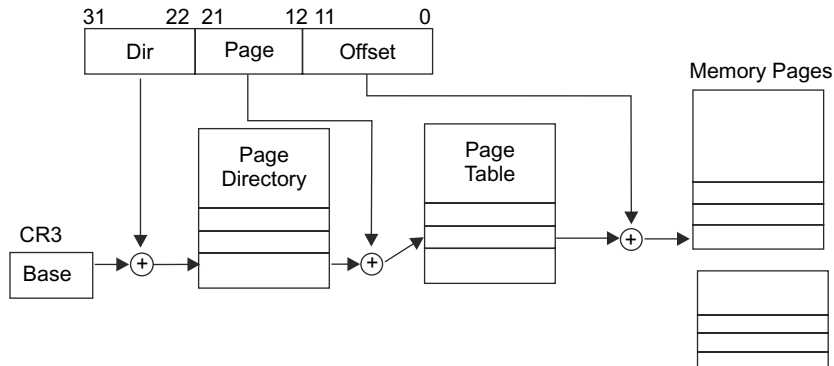 31 22 21 12 11 0
Dir Page Offset
Memory Pages
Page
Directory
Page
Table
CR3
Base
+ + +